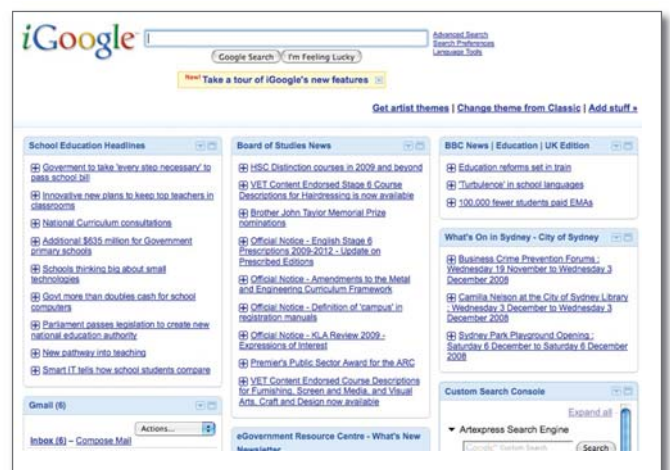 iGoogle
Advanced Search
Search Preferences
Language Tools
Google Search
I'm Feeling Lucky
New! Take a tour of iGoogle's new features
Get artist themes | Change theme from Classic | Add stuff »
School Education Headlines
Goverment to take 'every step necessary' to
pass school bill
Innovative new plans to keep top teachers in
classrooms
National Curriculum consultations
Additional $635 million for Government
primary schools
Schools thinking big about small
technologies
Govt more than doubles cash for school
computers
Parliament passes legislation to create new
national education authority
New pathway into teaching
Smart IT tells how school students compare
Gmail (6)
Actions...
Inbox (6) – Compose Mail
Board of Studies News
HSC Distinction courses in 2009 and beyond
VET Content Endorsed Stage 6 Course
Descriptions for Hairdressing is now available
Brother John Taylor Memorial Prize
nominations
Official Notice - English Stage 6
Prescriptions 2009-2012 - Update on
Prescribed Editions
Official Notice - Amendments to the Metal
and Engineering Curriculum Framework
Official Notice - Definition of 'campus' in
registration manuals
Official Notice - KLA Review 2009 -
Expressions of Interest
Premier's Public Sector Award for the ARC
VET Content Endorsed Course Descriptions
for Furnishing, Screen and Media, and Visual
Arts, Craft and Design now available
eGovernment Resource Centre - What's New
Newsletter
BBC News | Education | UK Edition
Education reforms set in train
'Turbulence' in school languages
100,000 fewer students paid EMAs
What's On in Sydney - City of Sydney
Business Crime Prevention Forums :
Wednesday 19 November to Wednesday 3
December 2008
Camilla Nelson at the City of Sydney Library
: Wednesday 3 December to Wednesday 3
December 2008
Sydney Park Playground Opening :
Saturday 6 December to Saturday 6 December
2008
Custom Search Console
Expand all
Artexpress Search Engine
Google Custom Search
Search